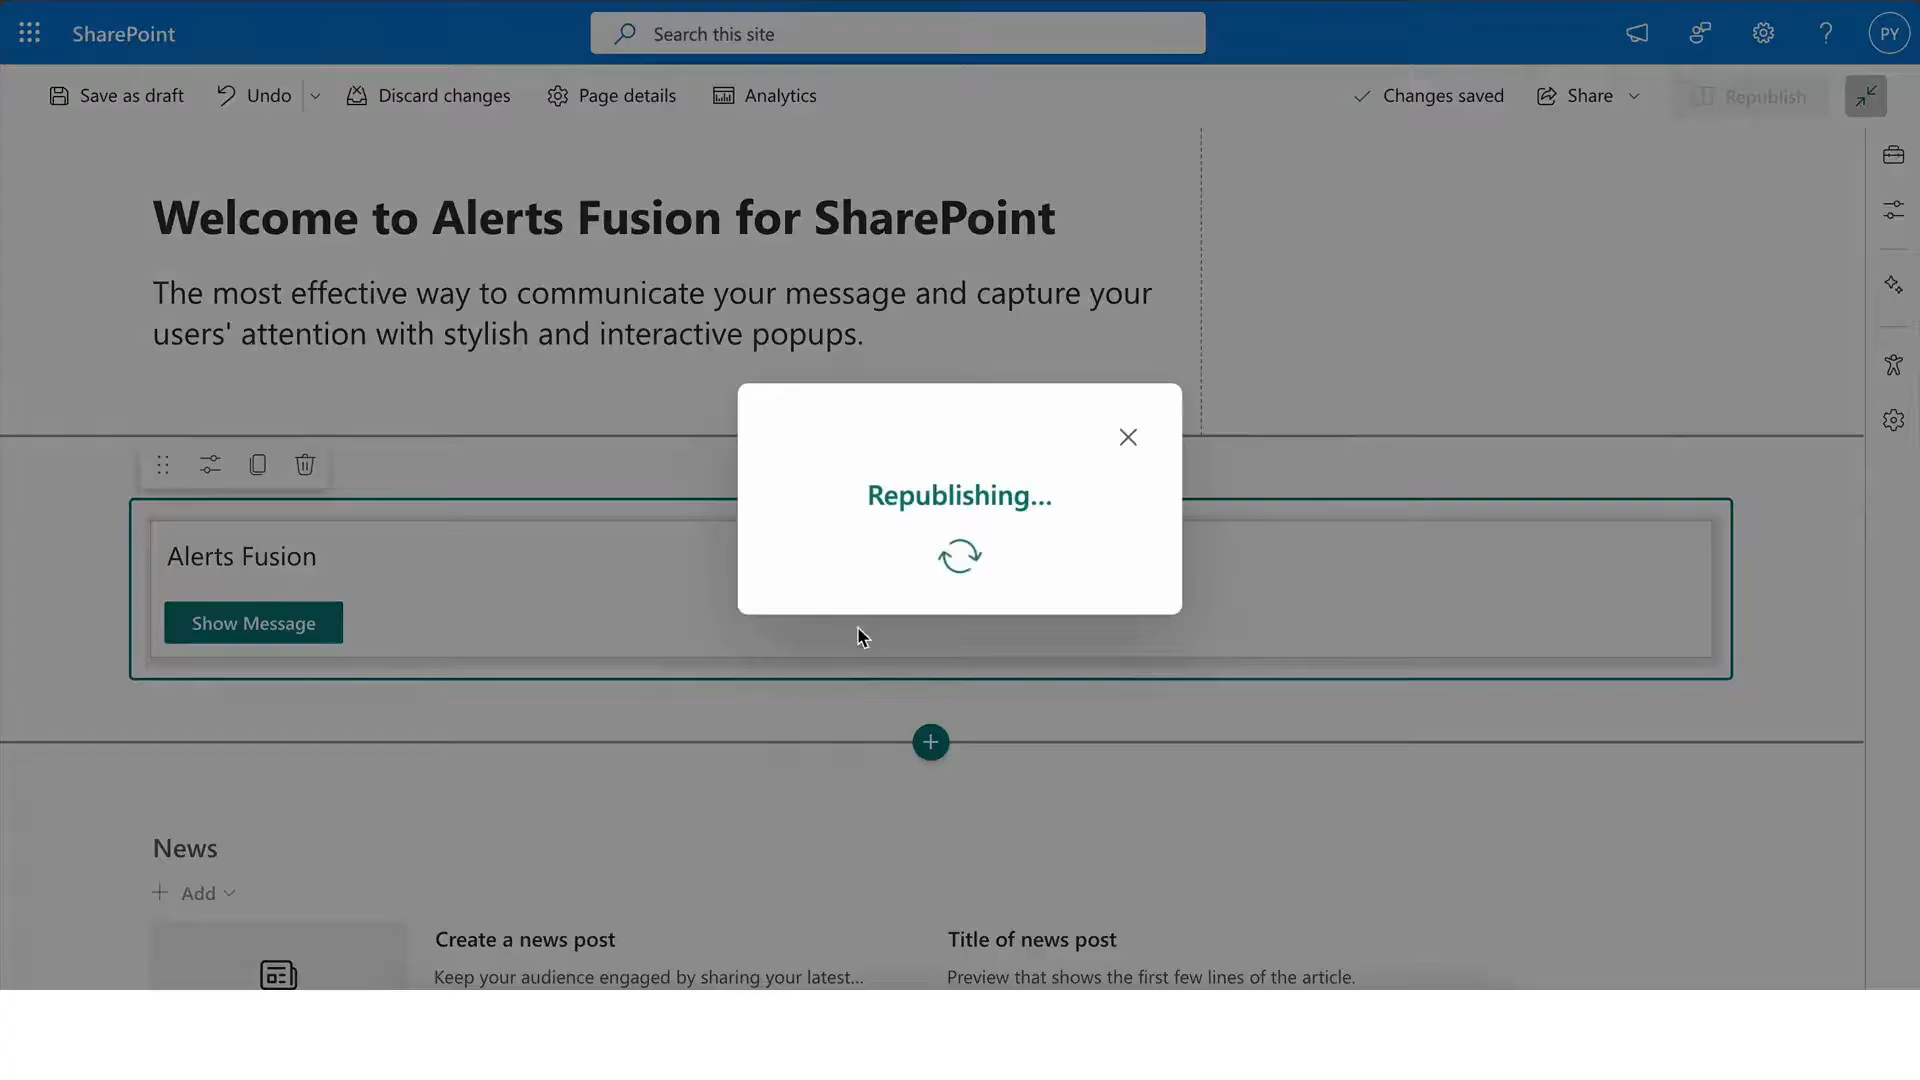 SharePoint
Search this site
PY
Save as draft
Undo
Discard changes
Page details
Analytics
Changes saved
Share
Republish
Welcome to Alerts Fusion for SharePoint
The most effective way to communicate your message and capture your
users' attention with stylish and interactive popups.
Republishing...
Alerts Fusion
Show Message
News
Add
Create a news post
Title of news post
Keep your audience engaged by sharing your latest...
Preview that shows the first few lines of the article.